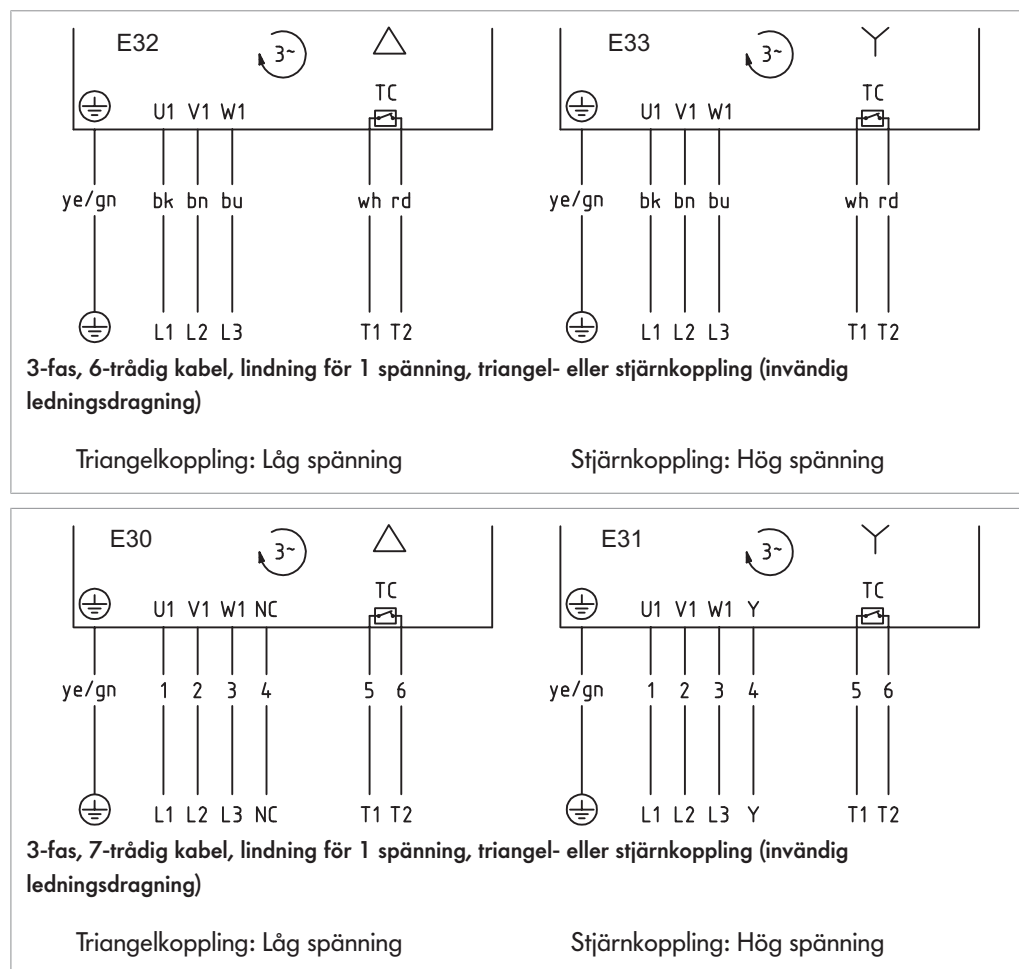 E32 3~ E33 3~
TC TC
U1 V1 W1 U1 V1 W1
ye/gn bk bn bu wh rd ye/gn bk bn bu wh rd
L1 L2 L3 T1 T2 L1 L2 L3 T1 T2
3-fas, 6-trådig kabel, lindning för 1 spänning, triangel- eller stjärnkoppling (invändig
ledningsdragning)
Triangelkoppling: Låg spänning Stjärnkoppling: Hög spänning
E30 3~ E31 3~
TC TC
U1 V1 W1 NC U1 V1 W1 Y
ye/gn 1 2 3 4 5 6 ye/gn 1 2 3 4 5 6
L1 L2 L3 NC T1 T2 L1 L2 L3 Y T1 T2
3-fas, 7-trådig kabel, lindning för 1 spänning, triangel- eller stjärnkoppling (invändig
ledningsdragning)
Triangelkoppling: Låg spänning Stjärnkoppling: Hög spänning